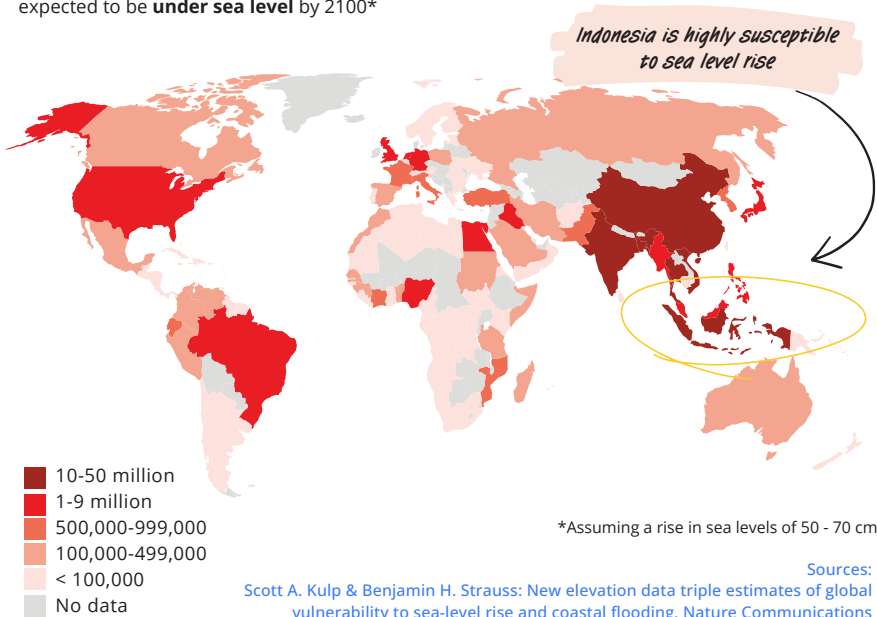 expected to be under sea level by 2100*
Indonesia is highly susceptible
to sea level rise
10-50 million
1-9 million
500,000-999,000
100,000-499,000
< 100,000
No data
*Assuming a rise in sea levels of 50 - 70 cm
Sources:
Scott A. Kulp & Benjamin H. Strauss: New elevation data triple estimates of global
vulnerability to sea-level rise and coastal flooding. Nature Communications